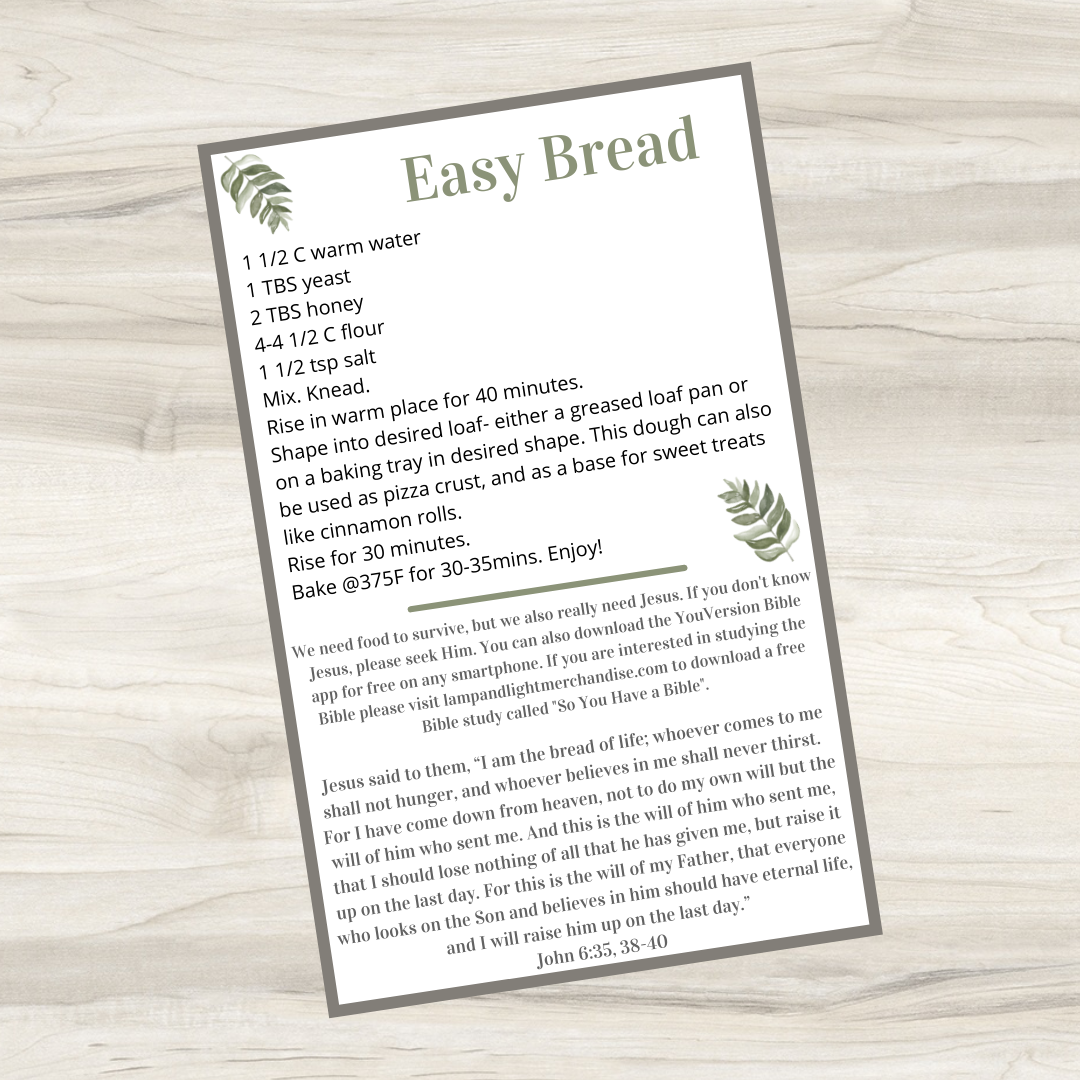 Easy Bread
1 1/2 C warm water
1 TBS yeast
2 TBS honey
4-4 1/2 C flour
1 1/2 tsp salt
Mix. Knead.
Rise in warm place for 40 minutes.
Shape into desired loaf- either a greased loaf pan or
on a baking tray in desired shape. This dough can also
be used as pizza crust, and as a base for sweet treats
like cinnamon rolls.
Rise for 30 minutes.
Bake @375F for 30-35mins. Enjoy!
We need food to survive, but we also really need Jesus. If you don't know
Jesus, please seek Him. You can also download the YouVersion Bible
app for free on any smartphone. If you are interested in studying the
Bible please visit lampandlightmerchandise.com to download a free
Bible study called "So You Have a Bible".
Jesus said to them, “I am the bread of life; whoever comes to me
shall not hunger, and whoever believes in me shall never thirst.
For I have come down from heaven, not to do my own will but the
will of him who sent me. And this is the will of him who sent me,
that I should lose nothing of all that he has given me, but raise it
up on the last day. For this is the will of my Father, that everyone
who looks on the Son and believes in him should have eternal life,
and I will raise him up on the last day.”
John 6:35, 38-40